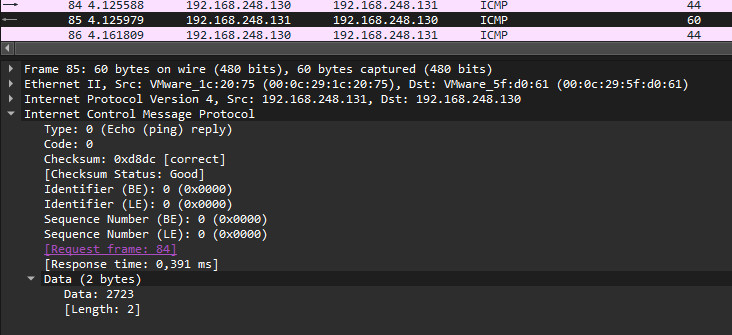 84 4.125588 192.168.248.130 192.168.248.131 ICMP 44
85 4.125979 192.168.248.131 192.168.248.130 ICMP 60
86 4.161809 192.168.248.130 192.168.248.131 ICMP 44
Frame 85: 60 bytes on wire (480 bits), 60 bytes captured (480 bits)
Ethernet II, Src: VMware_1c:20:75 (00:0c:29:1c:20:75), Dst: VMware_5f:d0:61 (00:0c:29:5f:d0:61)
Internet Protocol Version 4, Src: 192.168.248.131, Dst: 192.168.248.130
Internet Control Message Protocol
Type: 0 (Echo (ping) reply)
Code: 0
Checksum: 0xd8dc [correct]
[Checksum Status: Good]
Identifier (BE): 0 (0x0000)
Identifier (LE): 0 (0x0000)
Sequence Number (BE): 0 (0x0000)
Sequence Number (LE): 0 (0x0000)
[Request frame: 84]
[Response time: 0,391 ms]
Data (2 bytes)
Data: 2723
[Length: 2]